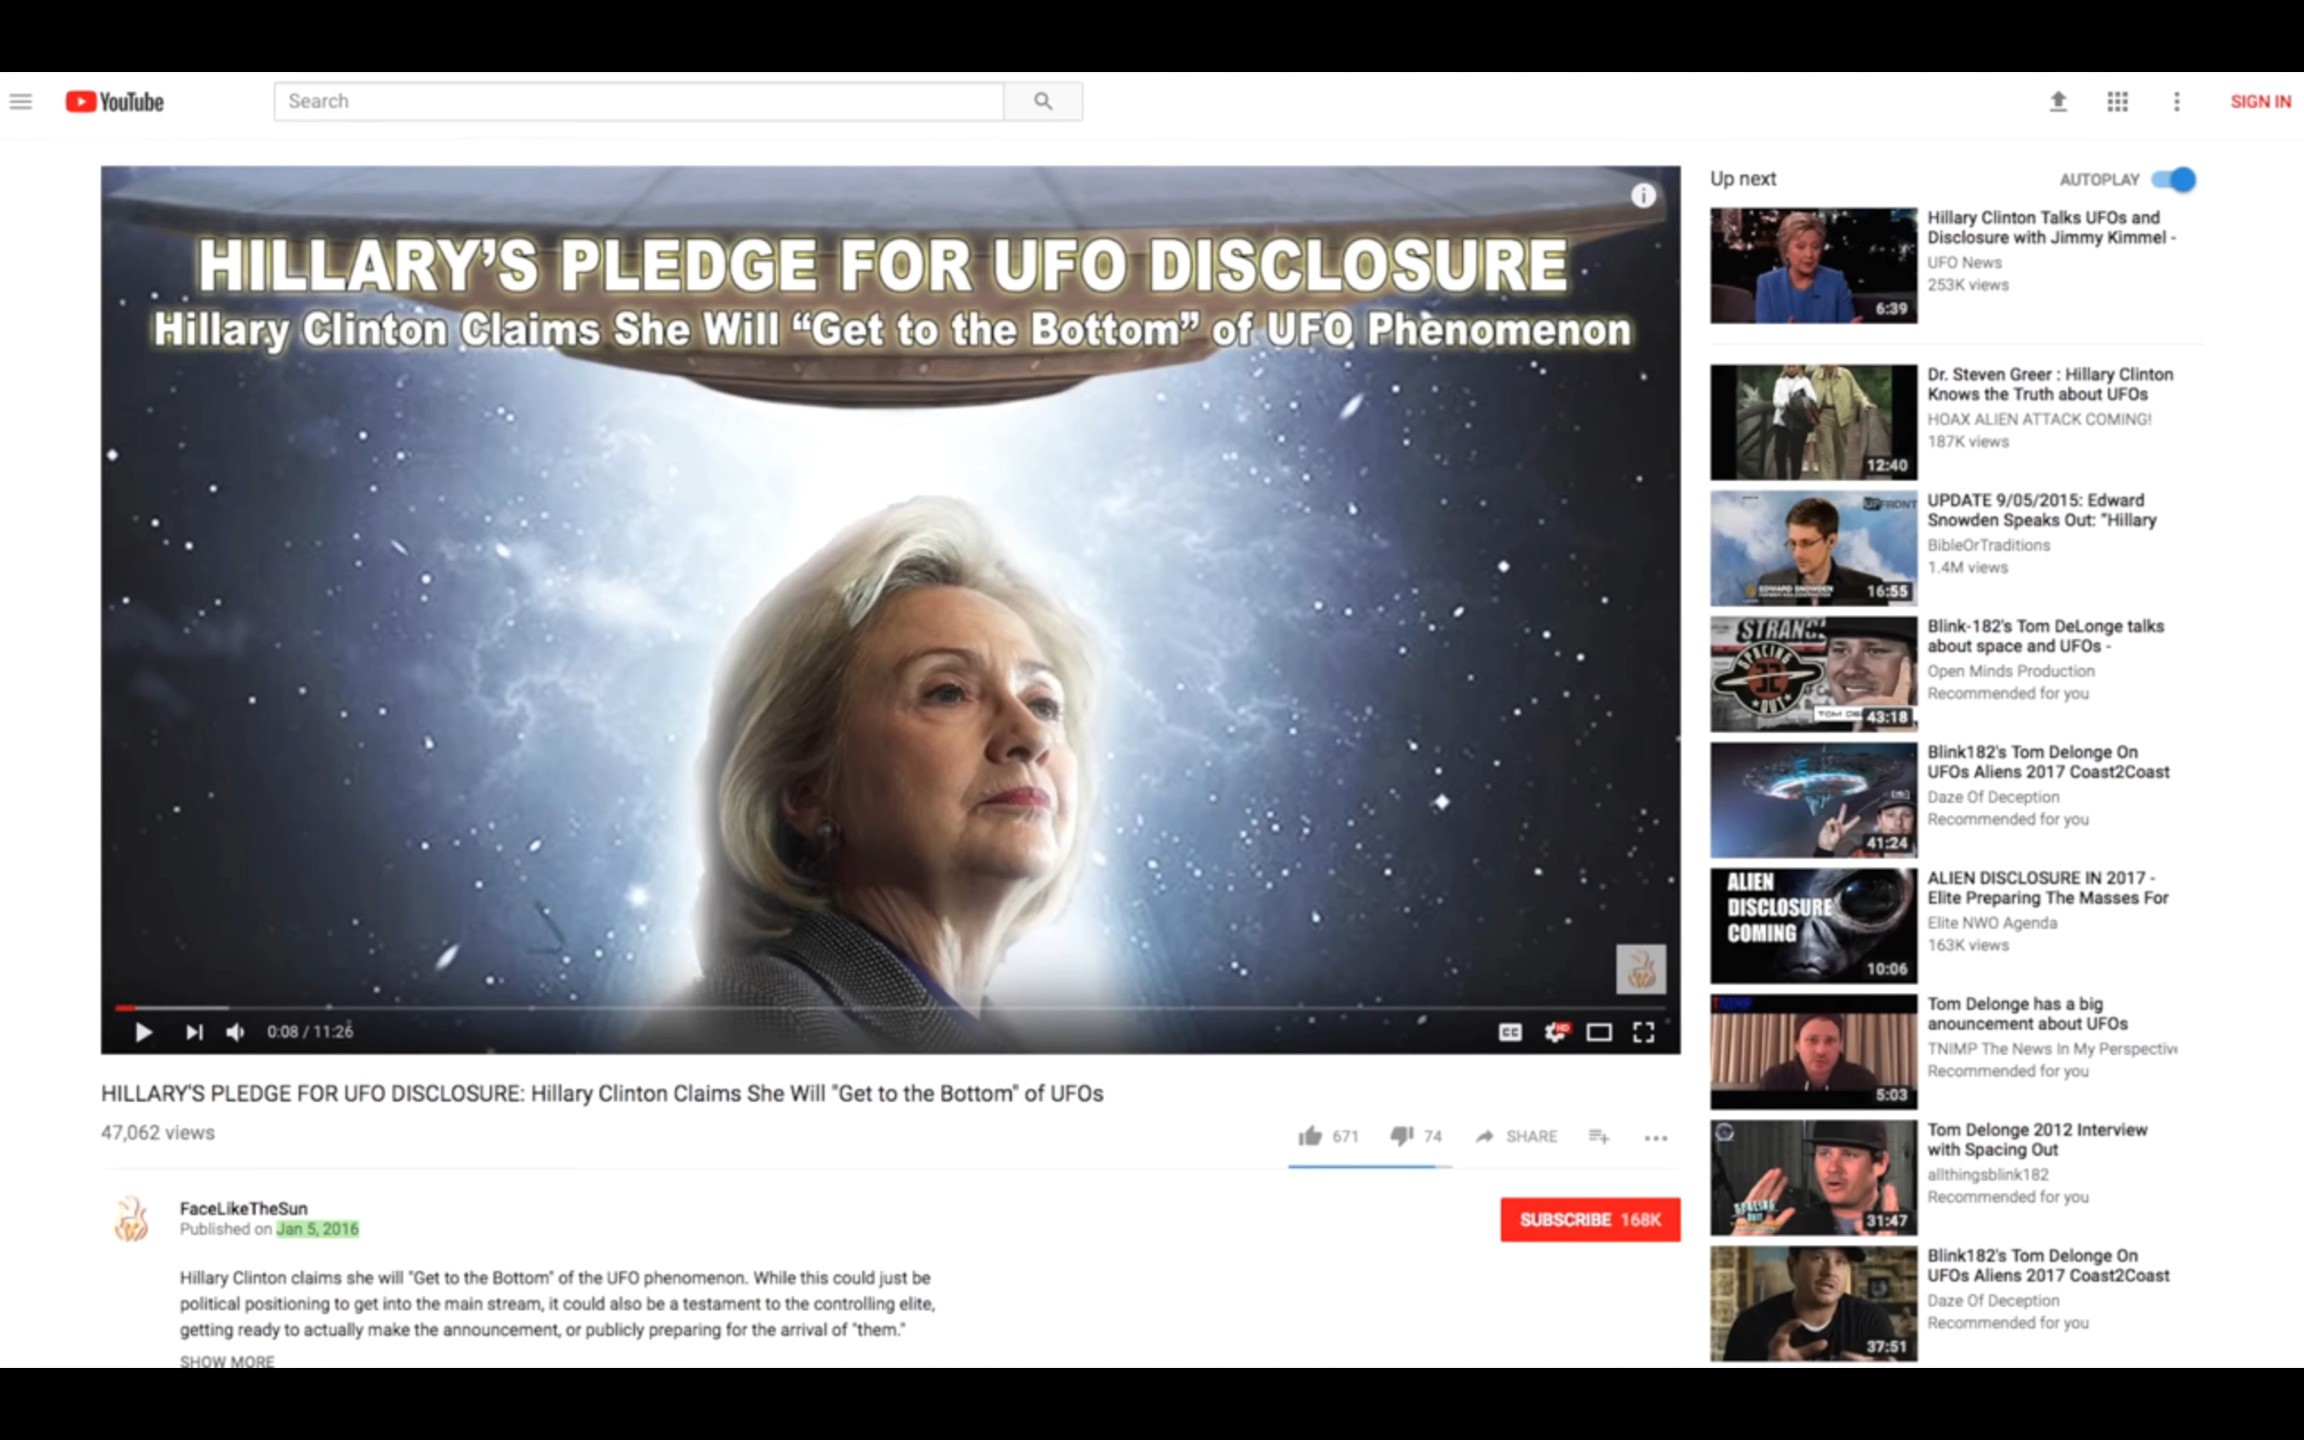 YouTube
Search
SIGN IN
HILLARY'S PLEDGE FOR UFO DISCLOSURE
Hillary Clinton Claims She Will “Get to the Bottom” of UFO Phenomenon
0:08 / 11:26
CC
HD
HILLARY'S PLEDGE FOR UFO DISCLOSURE: Hillary Clinton Claims She Will "Get to the Bottom" of UFOs
47,062 views
671
74
SHARE
FaceLikeTheSun
Published on Jan 5, 2016
SUBSCRIBE 168K
Hillary Clinton claims she will "Get to the Bottom" of the UFO phenomenon. While this could just be
political positioning to get into the main stream, it could also be a testament to the controlling elite,
getting ready to actually make the announcement, or publicly preparing for the arrival of "them."
SHOW MORE
Up next
AUTOPLAY
6:39
Hillary Clinton Talks UFOs and
Disclosure with Jimmy Kimmel -
UFO News
253K views
12:40
Dr. Steven Greer : Hillary Clinton
Knows the Truth about UFOs
HOAX ALIEN ATTACK COMING!
187K views
UPFRONT
EDWARD SNOWDEN
16:55
UPDATE 9/05/2015: Edward
Snowden Speaks Out: "Hillary
BibleOrTraditions
1.4M views
SPACING
OUT
43:18
Blink-182's Tom DeLonge talks
about space and UFOs -
Open Minds Production
Recommended for you
41:24
Blink182's Tom Delonge On
UFOs Aliens 2017 Coast2Coast
Daze Of Deception
Recommended for you
ALIEN
DISCLOSURE
COMING
10:06
ALIEN DISCLOSURE IN 2017 -
Elite Preparing The Masses For
Elite NWO Agenda
163K views
TNIMP
5:03
Tom Delonge has a big
anouncement about UFOs
TNIMP The News In My Perspectiv
Recommended for you
31:47
Tom Delonge 2012 Interview
with Spacing Out
allthingsblink182
Recommended for you
37:51
Blink182's Tom Delonge On
UFOs Aliens 2017 Coast2Coast
Daze Of Deception
Recommended for you